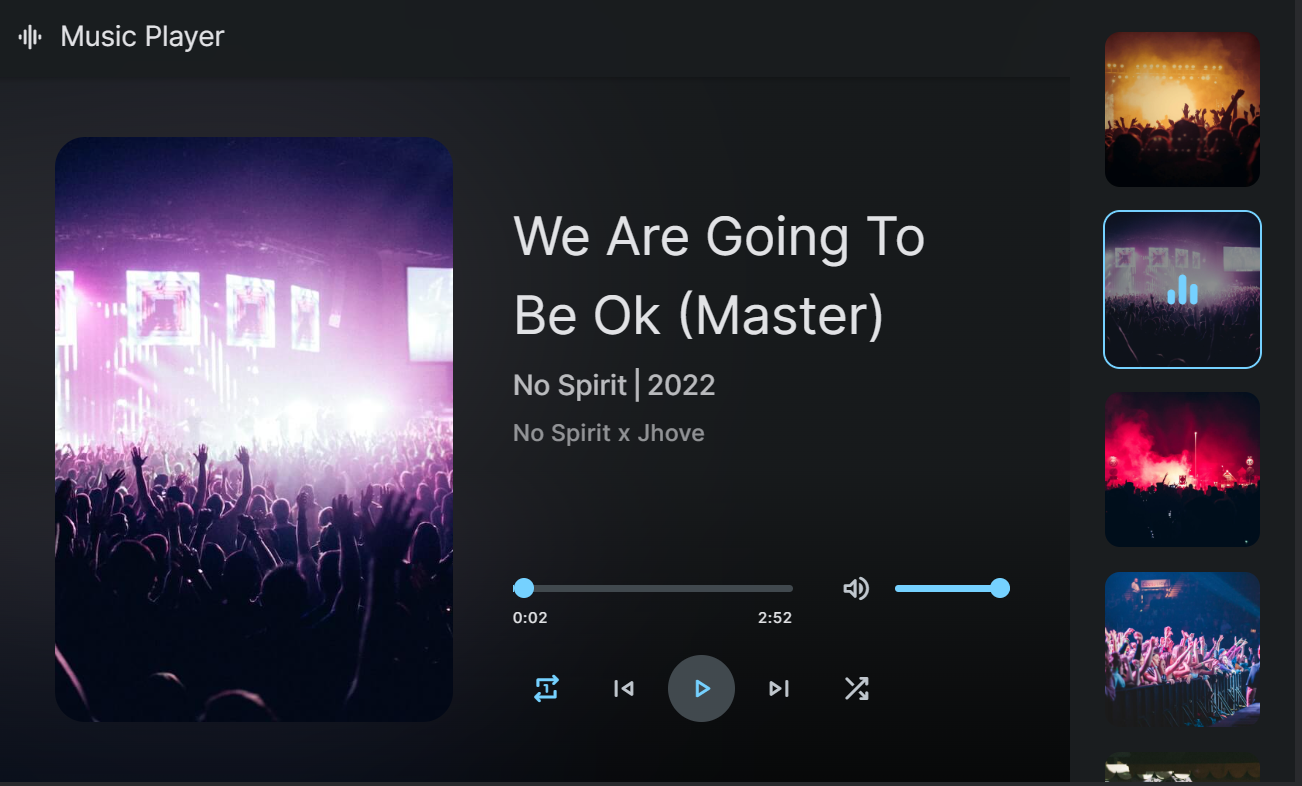 Music Player
We Are Going To
Be Ok (Master)
No Spirit | 2022
No Spirit x Jhove
0:02
2:52
1